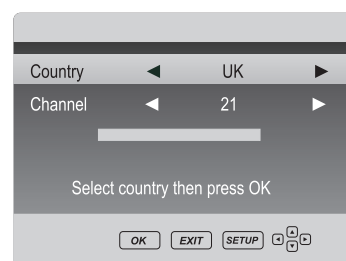 Country UK
Channel 21
Select country then press OK
OK EXIT SETUP